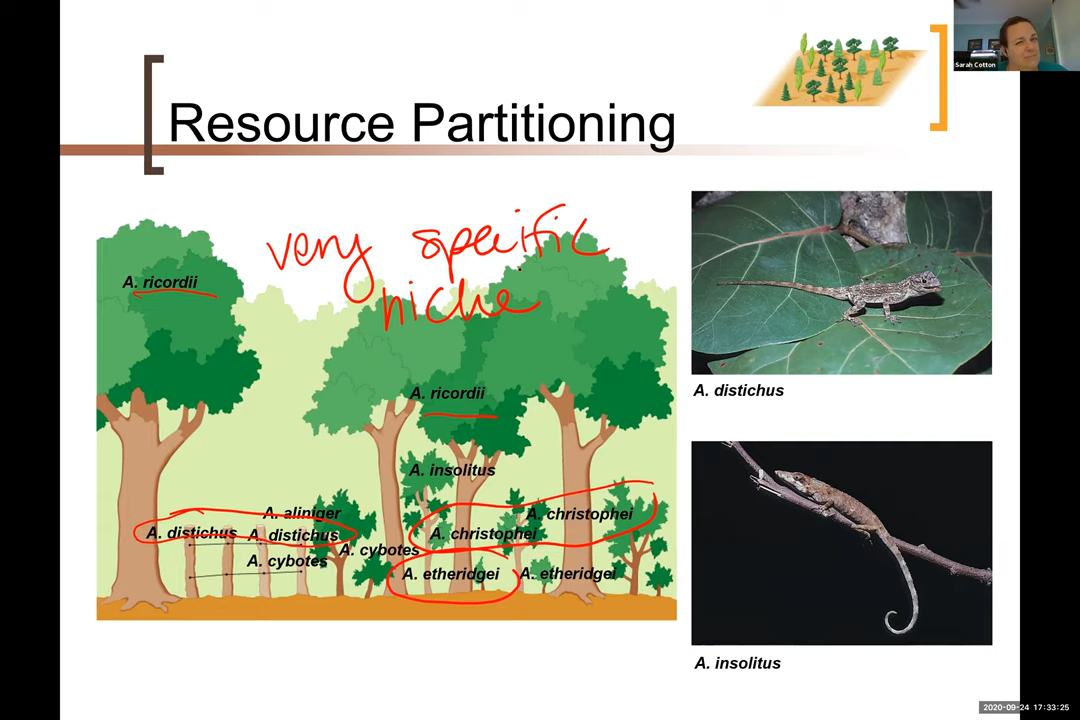 Sarah Cotton
Resource Partitioning
very specific
niche
A. ricordii
A. ricordii
A. insolitus
A. aliniger
A. christophei
A. distichus A. distichus
A. christophei
A. cybotes
A. cybotes
A. etheridgei A. etheridgei
A. distichus
A. insolitus
2020-09-24 17:33:25